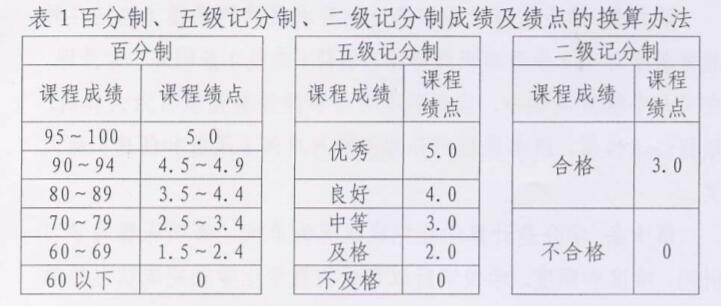 表1百分制、五级记分制、二级记分制成绩及绩点的换算办法
百分制
课程成绩 课程绩点
95～100 5.0
90～94 4.5～4.9
80～89 3.5～4.4
70～79 2.5～3.4
60～69 1.5～2.4
60以下 0
五级记分制
课程成绩 课程绩点
优秀 5.0
良好 4.0
中等 3.0
及格 2.0
不及格 0
二级记分制
课程成绩 课程绩点
合格 3.0
不合格 0